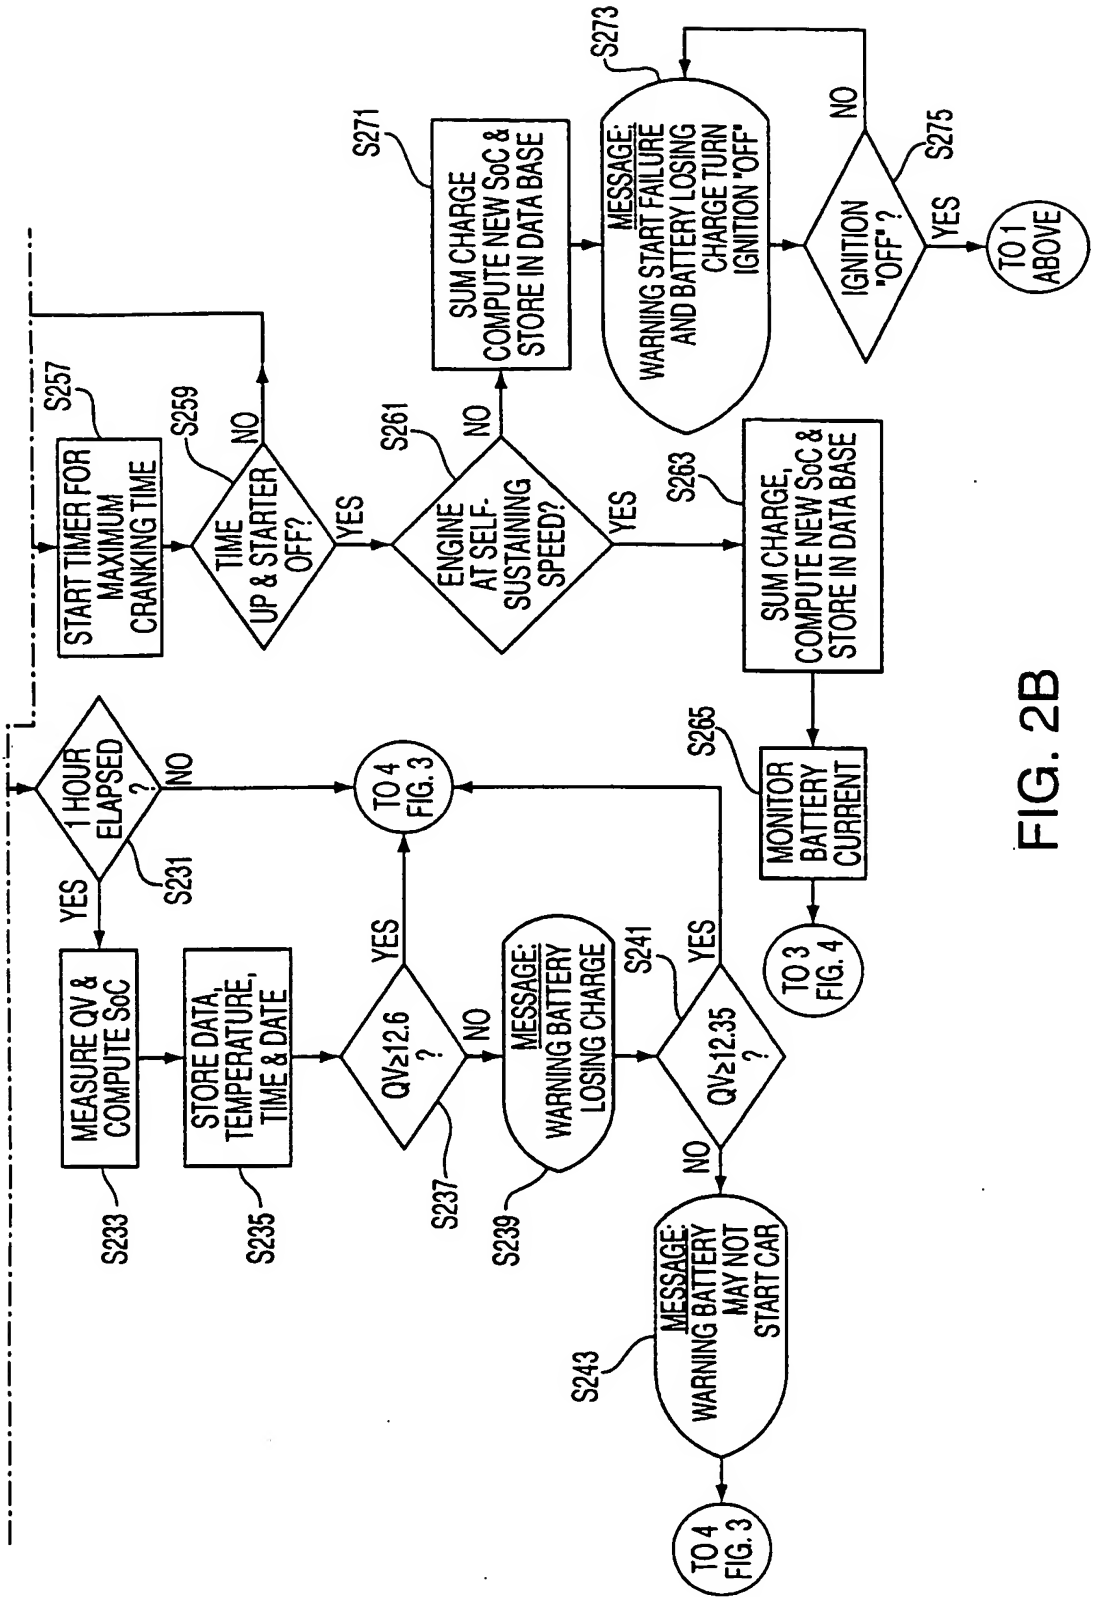 1 HOUR
ELAPSED
?
S231
YES
NO
MEASURE QV &
COMPUTE SoC
S233
STORE DATA,
TEMPERATURE,
TIME & DATE
S235
QV≥12.6
?
S237
YES
NO
TO 4
FIG. 3
MESSAGE:
WARNING BATTERY
LOSING CHARGE
S239
QV≥12.35
?
S241
YES
NO
MESSAGE:
WARNING BATTERY
MAY NOT
START CAR
S243
TO 4
FIG. 3
START TIMER FOR
MAXIMUM
CRANKING TIME
S257
TIME
UP & STARTER
OFF?
S259
NO
YES
ENGINE
AT SELF-
SUSTAINING
SPEED?
S261
NO
YES
SUM CHARGE,
COMPUTE NEW SoC &
STORE IN DATA BASE
S263
MONITOR
BATTERY
CURRENT
S265
TO 3
FIG. 4
SUM CHARGE
COMPUTE NEW SoC &
STORE IN DATA BASE
S271
MESSAGE:
WARNING START FAILURE
AND BATTERY LOSING
CHARGE TURN
IGNITION "OFF"
S273
IGNITION
"OFF" ?
S275
NO
YES
TO 1
ABOVE
FIG. 2B